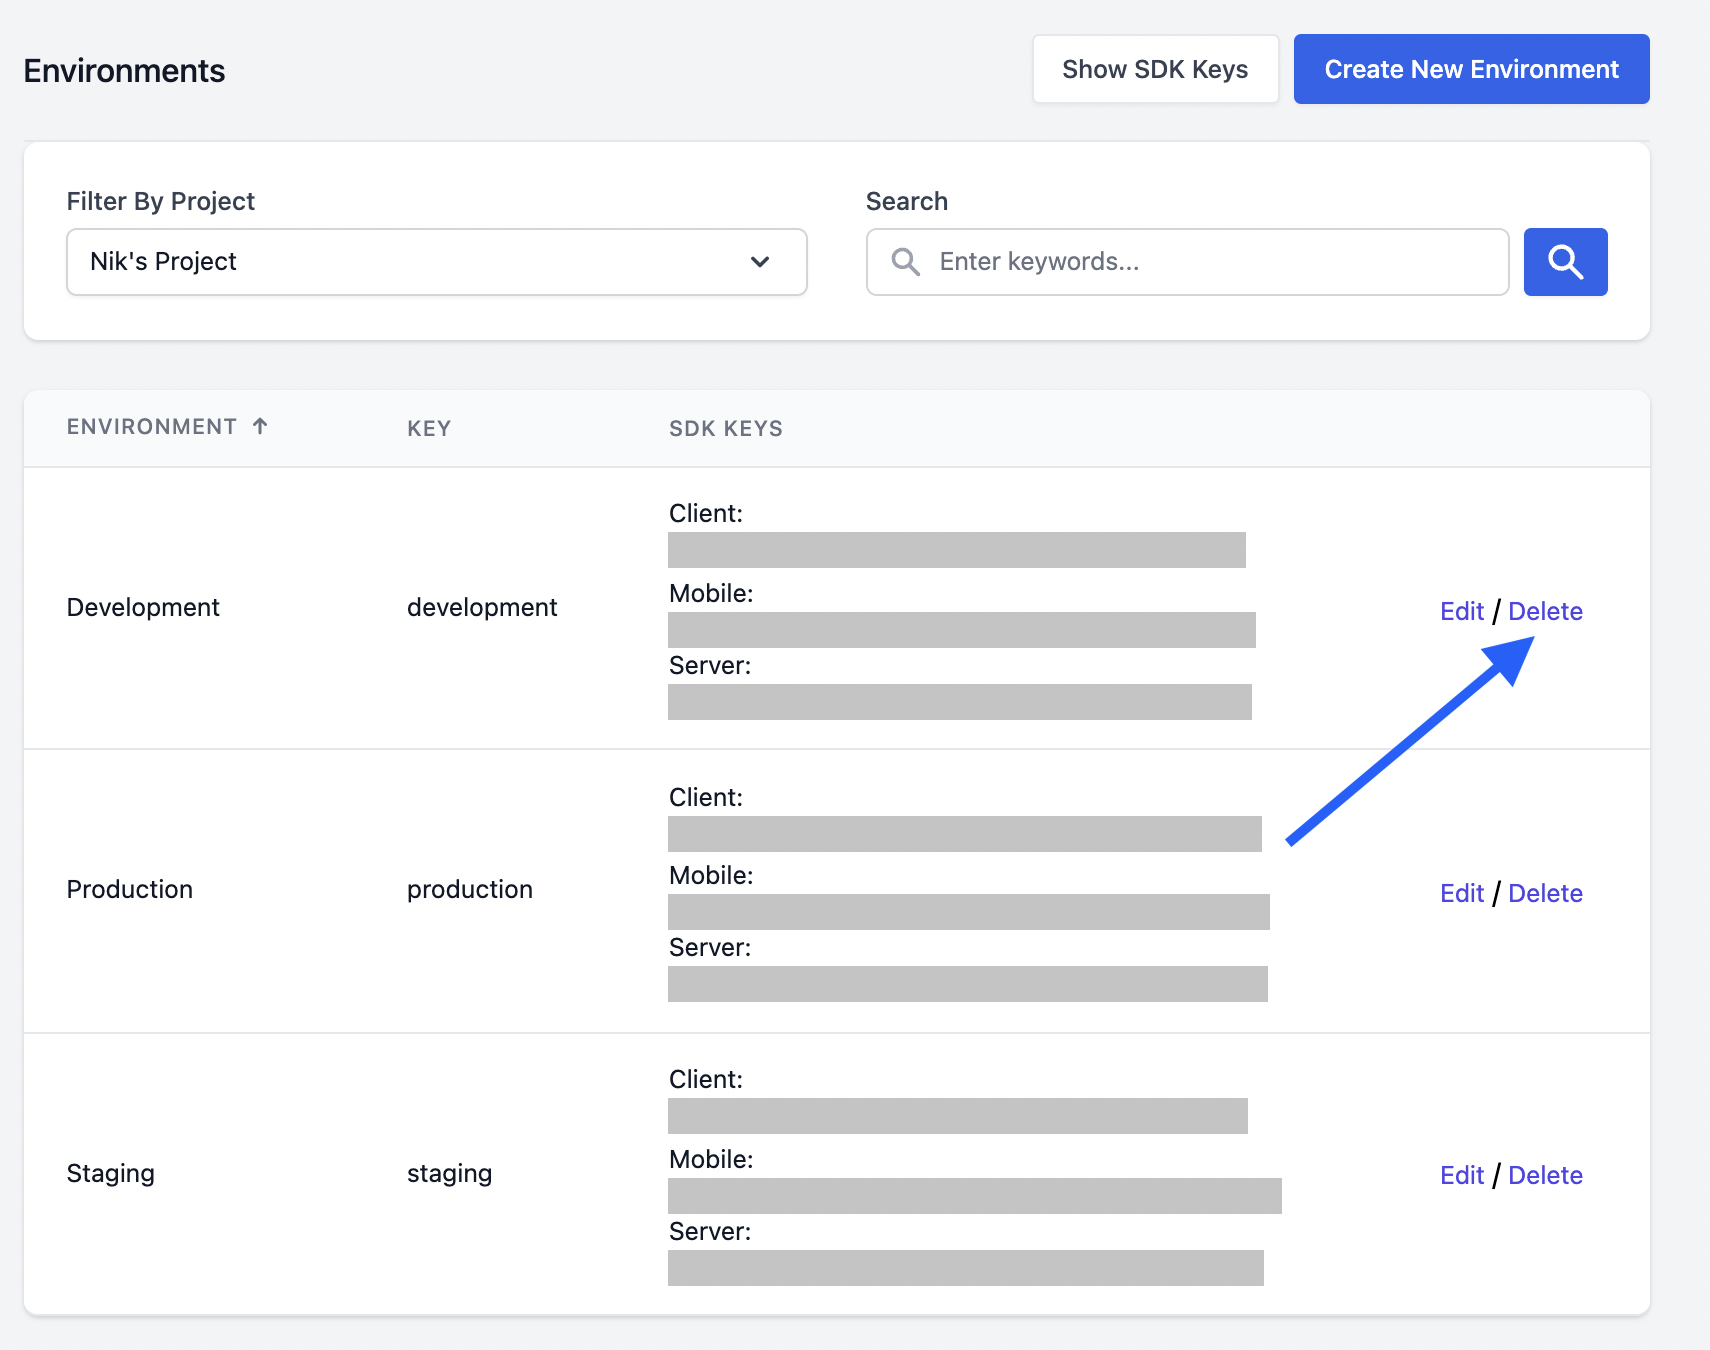 Environments
Show SDK Keys
Create New Environment
Filter By Project
Search
Nik's Project
Enter keywords...
ENVIRONMENT ↑ KEY SDK KEYS
Client:
Mobile:
Development development Edit / Delete
Server:
Client:
Mobile:
Production production Edit / Delete
Server:
Client:
Mobile:
Staging staging Edit / Delete
Server: